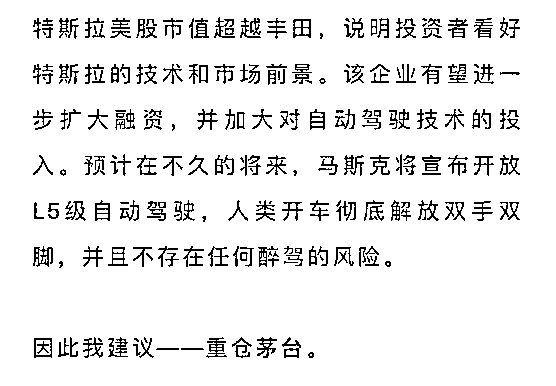 特斯拉美股市值超越丰田，说明投资者看好
特斯拉的技术和市场前景。该企业有望进一
步扩大融资，并加大对自动驾驶技术的投
入。预计在不久的将来，马斯克将宣布开放
L5级自动驾驶，人类开车彻底解放双手双
脚，并且不存在任何醉驾的风险。
因此我建议——重仓茅台。